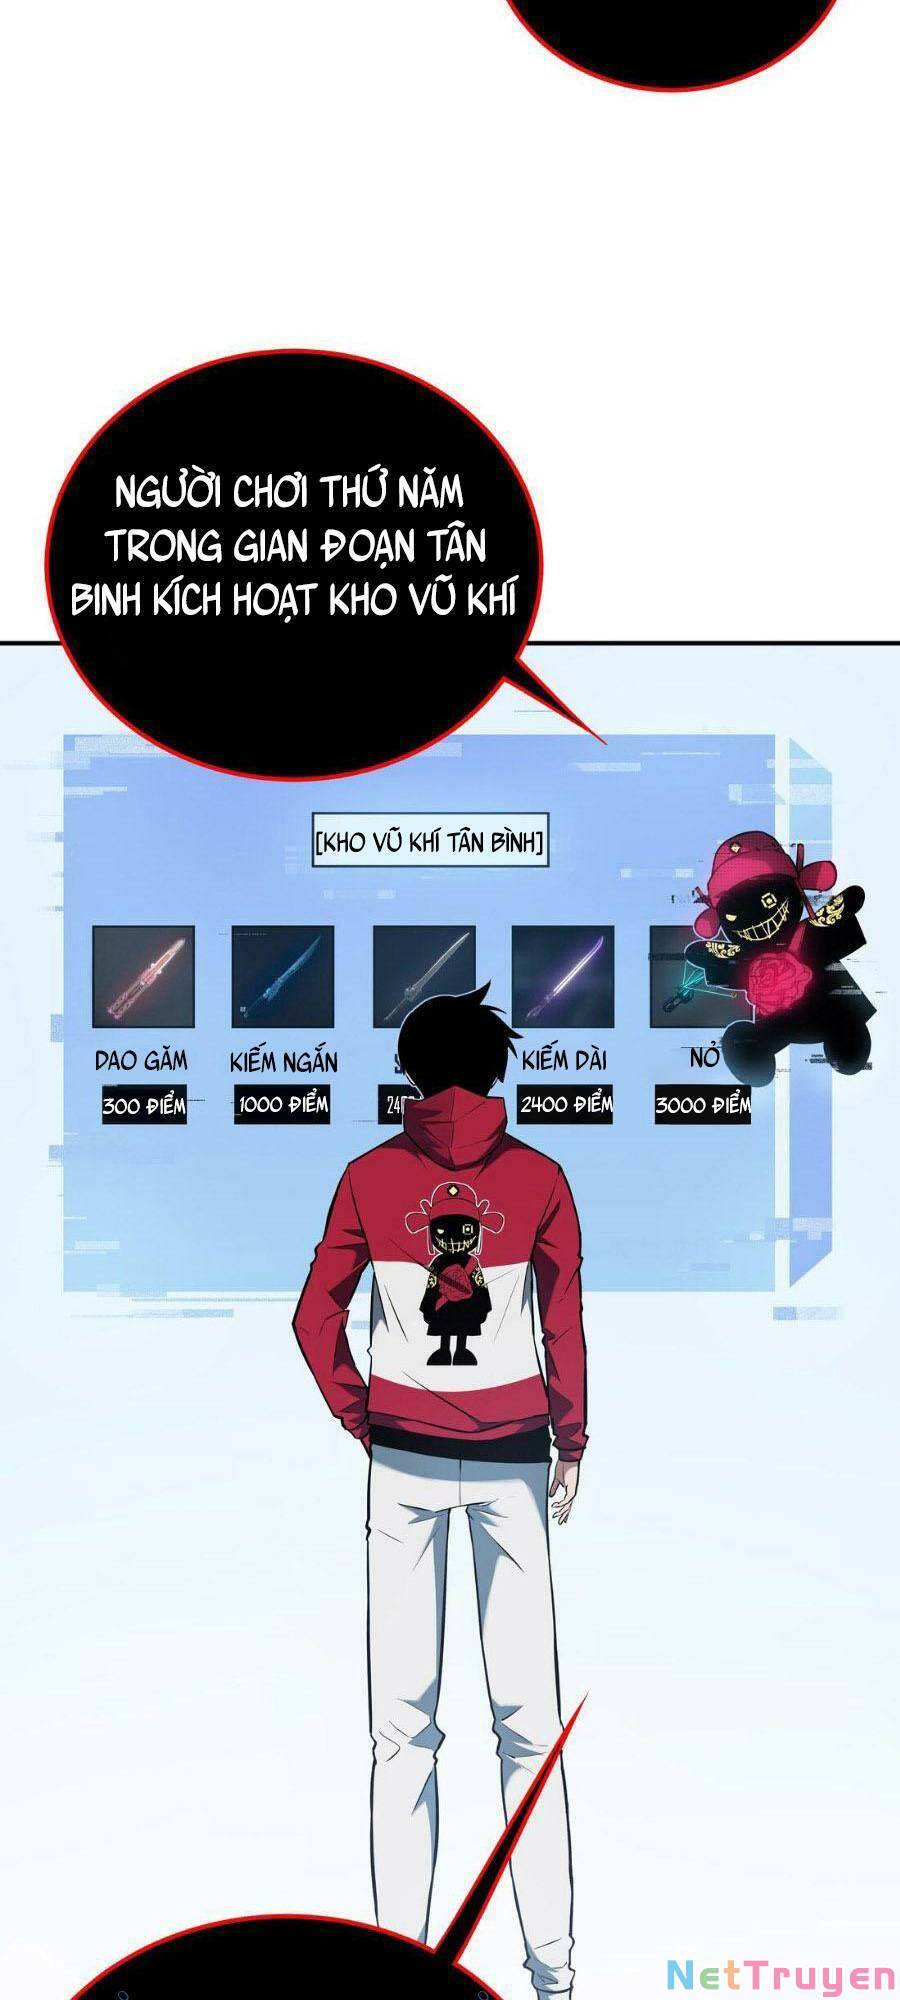 NGƯỜI CHƠI THỨ NĂM
TRONG GIAN ĐOẠN TÂN
BINH KÍCH HOẠT KHO VŨ KHÍ
[KHO VŨ KHÍ TÂN BÌNH]
DAO GĂM
KIẾM NGẮN
KIẾM DÀI
NỎ
300 ĐIỂM
1000 ĐIỂM
2400 ĐIỂM
3000 ĐIỂM
NetTruyen